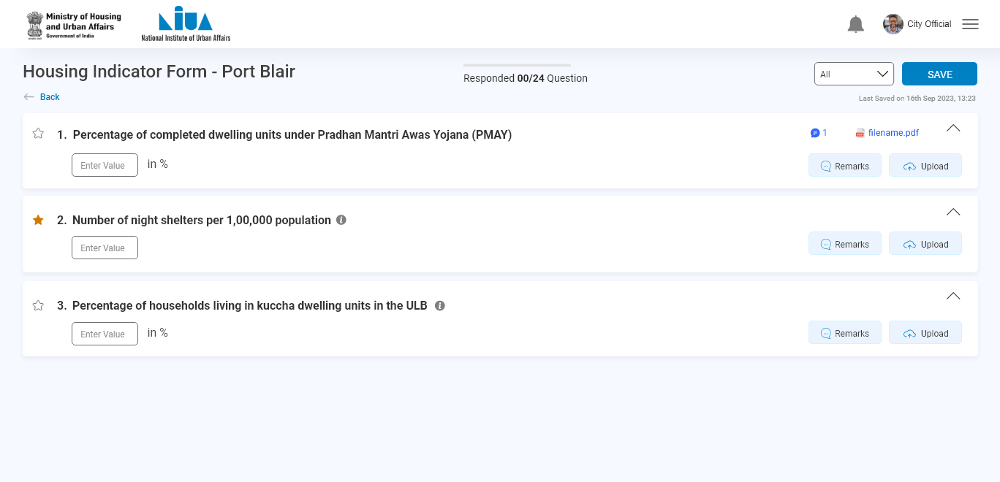 Ministry of Housing
and Urban Affairs
Government of India
NIUA
National Institute of Urban Affairs
City Official
Housing Indicator Form - Port Blair
Responded 00/24 Question
All
SAVE
Back
Last Saved on 16th Sep 2023, 13:23
1. Percentage of completed dwelling units under Pradhan Mantri Awas Yojana (PMAY)
1
filename.pdf
Enter Value in %
Remarks
Upload
2. Number of night shelters per 1,00,000 population
Enter Value
Remarks
Upload
3. Percentage of households living in kuccha dwelling units in the ULB
Enter Value in %
Remarks
Upload